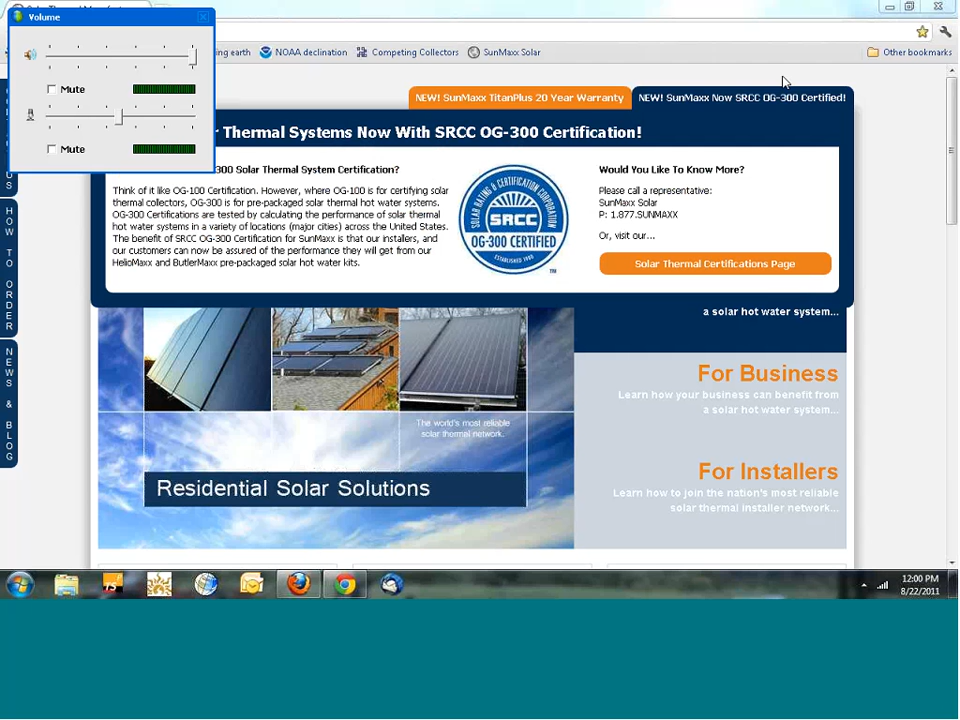 Volume
Mute
Mute
ing earth
NOAA declination
Competing Collectors
SunMaxx Solar
Other bookmarks
NEW! SunMaxx TitanPlus 20 Year Warranty
NEW! SunMaxx Now SRCC OG-300 Certified!
Thermal Systems Now With SRCC OG-300 Certification!
300 Solar Thermal System Certification?
Think of it like OG-100 Certification. However, where OG-100 is for certifying solar
thermal collectors, OG-300 is for pre-packaged solar thermal hot water systems.
OG-300 Certifications are tested by calculating the performance of solar thermal
hot water systems in a variety of locations (major cities) across the United States.
The benefit of SRCC OG-300 Certification for SunMaxx is that our installers, and
our customers can now be assured of the performance they will get from our
HelioMaxx and ButlerMaxx pre-packaged solar hot water kits.
SOLAR RATING & CERTIFICATION CORPORATION
SRCC
OG-300 CERTIFIED
ESTABLISHED 1980
TM
Would You Like To Know More?
Please call a representative:
SunMaxx Solar
P: 1.877.SUNMAXX
Or, visit our...
Solar Thermal Certifications Page
US
HOW TO ORDER
NEWS & BLOG
a solar hot water system...
For Business
Learn how your business can benefit from
a solar hot water system...
The world's most reliable
solar thermal network.
Residential Solar Solutions
For Installers
Learn how to join the nation's most reliable
solar thermal installer network...
12:00 PM
8/22/2011